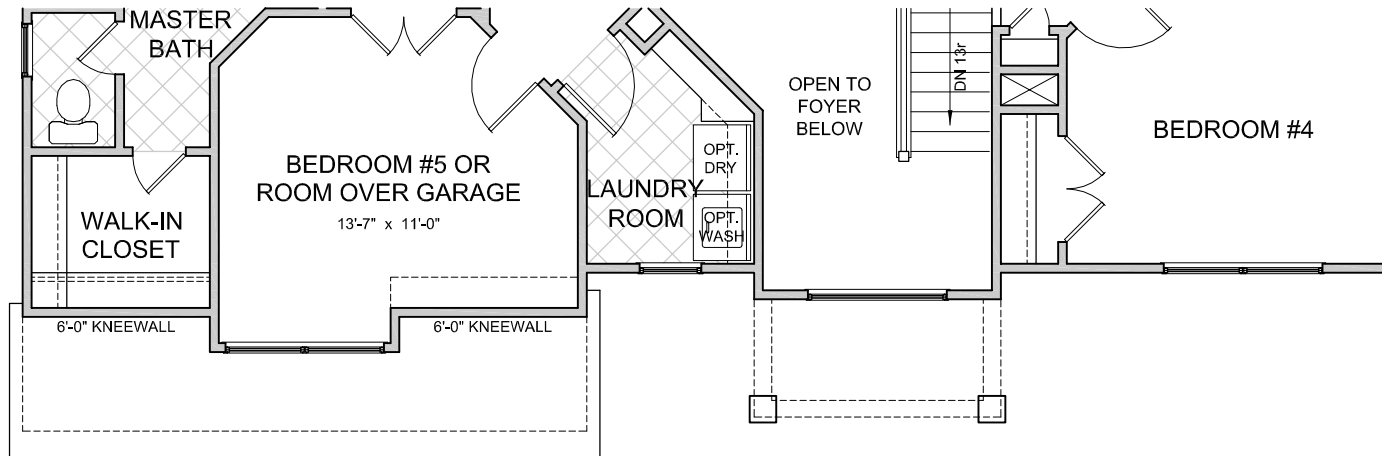 MASTER
BATH
BEDROOM #5 OR
ROOM OVER GARAGE
13'-7" x 11'-0"
WALK-IN
CLOSET
6'-0" KNEEWALL
6'-0" KNEEWALL
LAUNDRY
ROOM
OPT.
DRY
OPT.
WASH
OPEN TO
FOYER
BELOW
DN 13r
BEDROOM #4